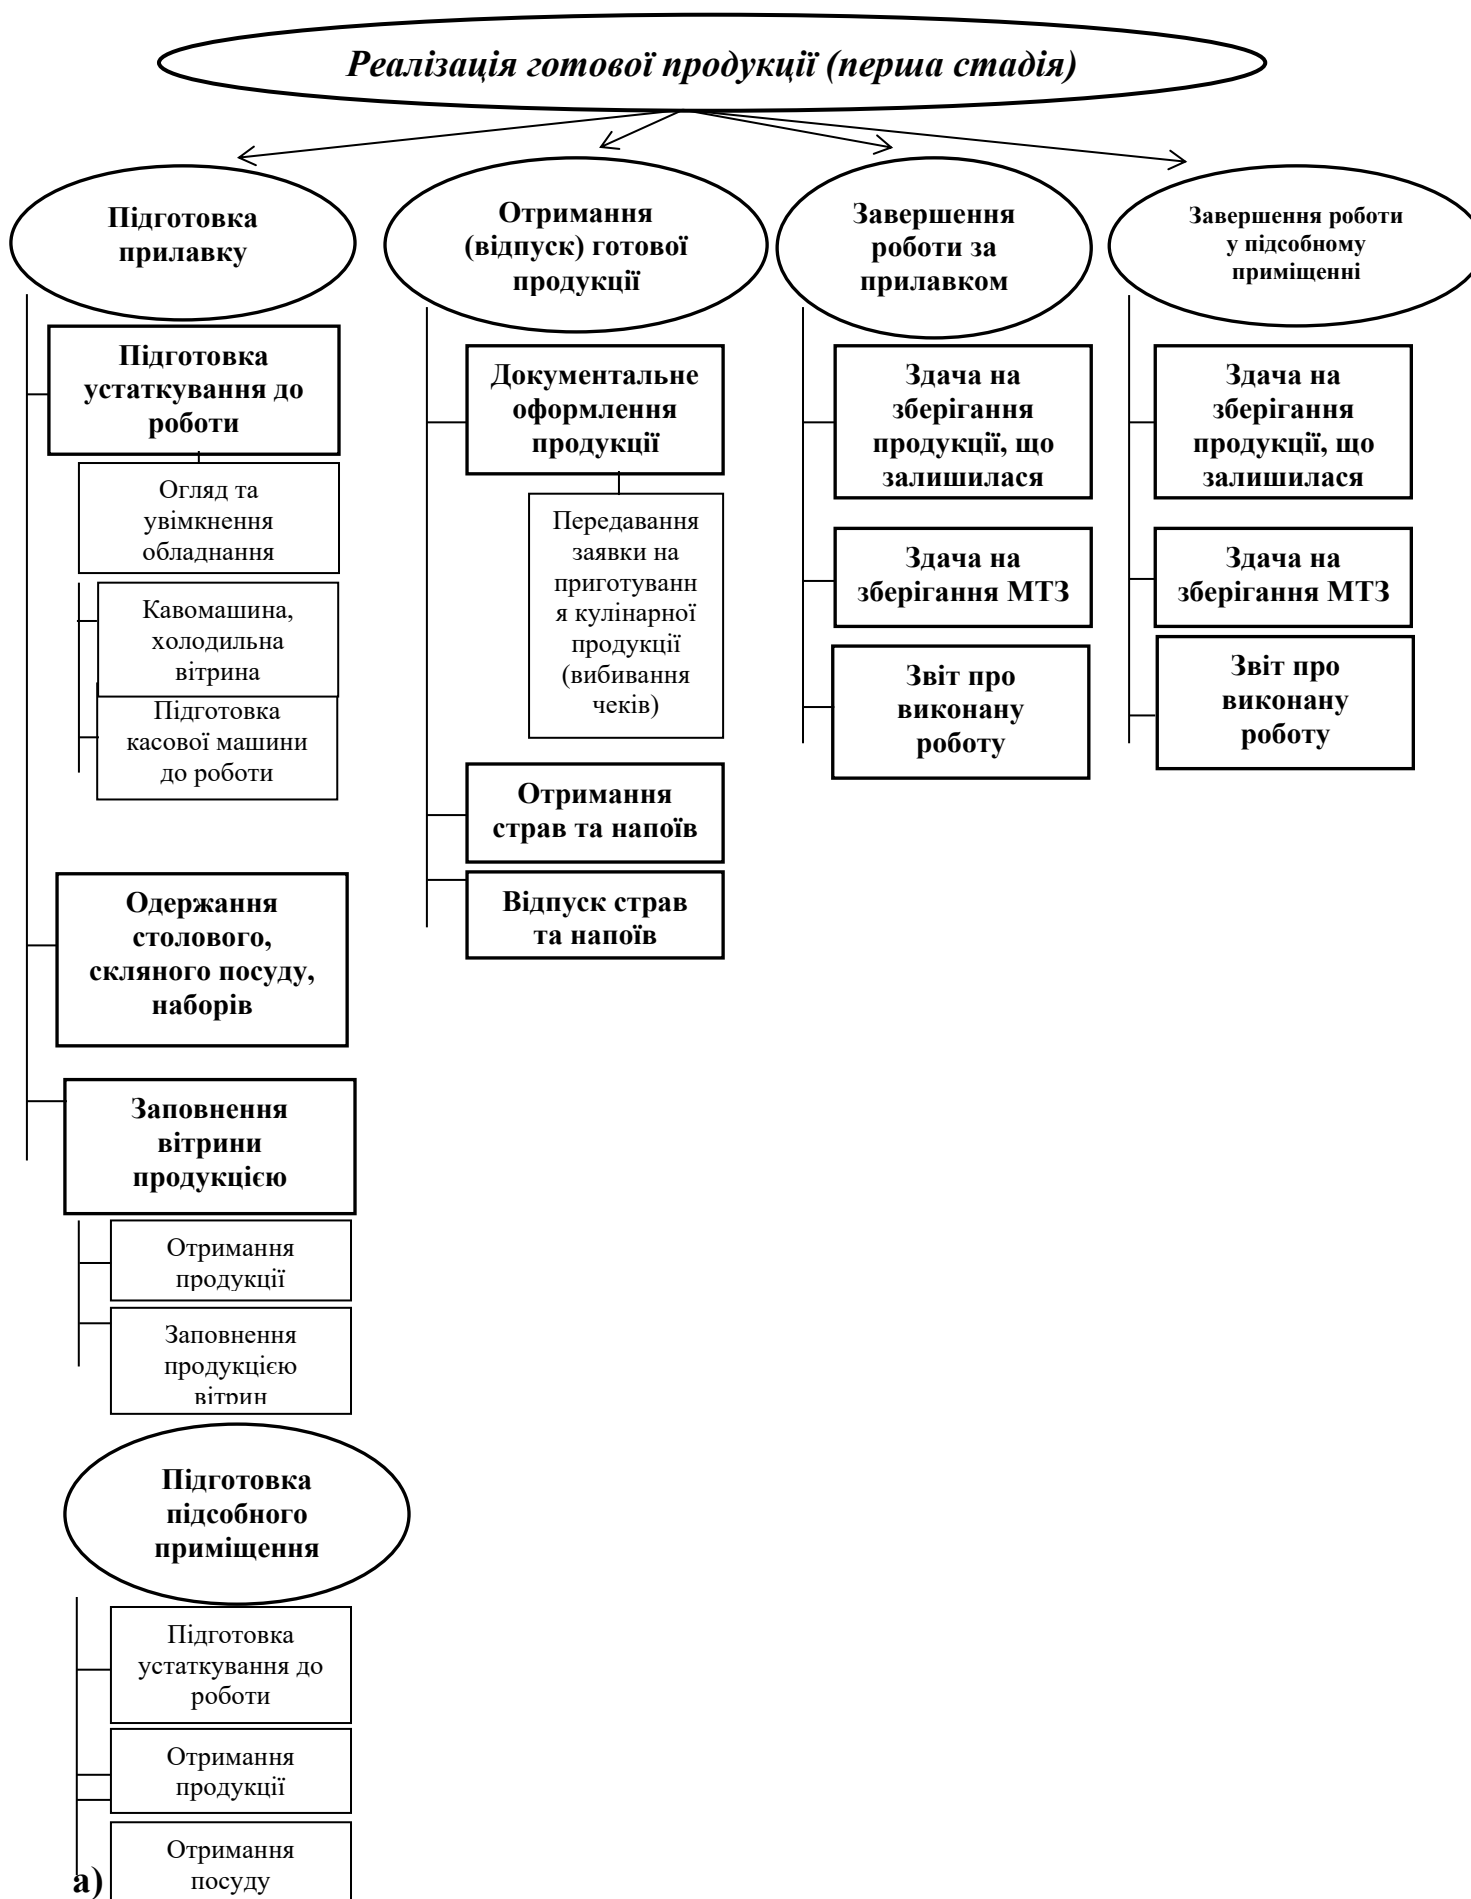 Реалізація готової продукції (перша стадія)
Підготовка
прилавку
Отримання
(відпуск) готової
продукції
Завершення
роботи за
прилавком
Завершення роботи
у підсобному
приміщенні
Підготовка
устаткування до
роботи
Огляд та
увімкнення
обладнання
Кавомашина,
холодильна
вітрина
Підготовка
касової машини
до роботи
Одержання
столового,
скляного посуду,
наборів
Заповнення
вітрини
продукцією
Отримання
продукції
Заповнення
продукцією
вітрин
Підготовка
підсобного
приміщення
Підготовка
устаткування до
роботи
Отримання
продукції
Отримання
посуду
Документальне
оформлення
продукції
Передавання
заявки на
приготуванн
я кулінарної
продукції
(вибивання
чеків)
Отримання
страв та напоїв
Відпуск страв
та напоїв
Здача на
зберігання
продукції, що
залишилася
Здача на
зберігання МТЗ
Звіт про
виконану
роботу
Здача на
зберігання
продукції, що
залишилася
Здача на
зберігання МТЗ
Звіт про
виконану
роботу
а)